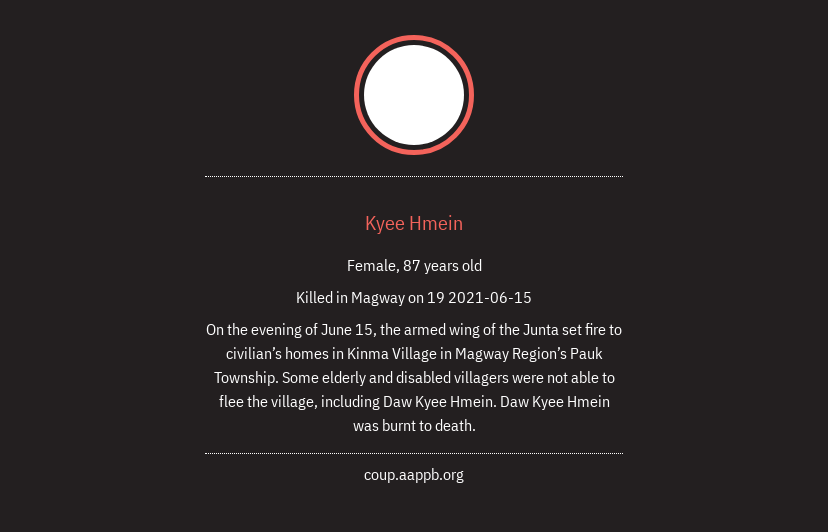 Kyee Hmein
Female, 87 years old
Killed in Magway on 19 2021-06-15
On the evening of June 15, the armed wing of the Junta set fire to
civilian’s homes in Kinma Village in Magway Region’s Pauk
Township. Some elderly and disabled villagers were not able to
flee the village, including Daw Kyee Hmein. Daw Kyee Hmein
was burnt to death.
coup.aappb.org